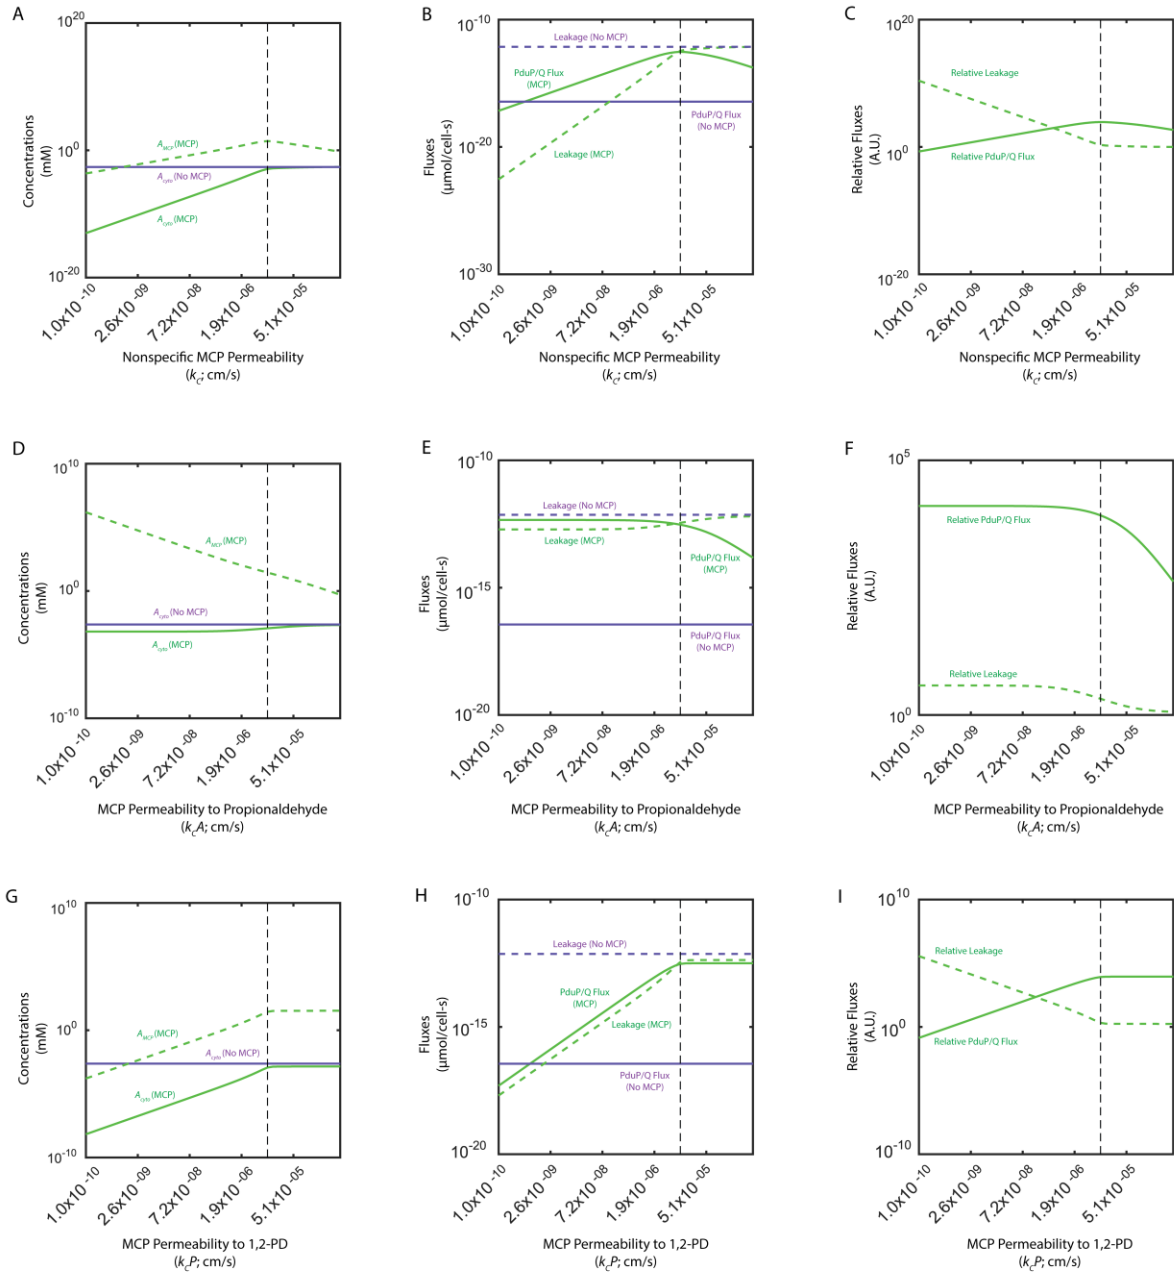 A
10^20
10^0
10^-20
Concentrations
(mM)
A_MCP (MCP)
A_cyto (No MCP)
A_cyto (MCP)
1.0x10^-10
2.6x10^-09
7.2x10^-08
1.9x10^-06
5.1x10^-05
Nonspecific MCP Permeability
(k_C; cm/s)
B
10^-10
10^-20
10^-30
Fluxes
(μmol/cell-s)
Leakage (No MCP)
PduP/Q Flux
(MCP)
PduP/Q Flux
(No MCP)
Leakage (MCP)
1.0x10^-10
2.6x10^-09
7.2x10^-08
1.9x10^-06
5.1x10^-05
Nonspecific MCP Permeability
(k_C; cm/s)
C
10^20
10^0
10^-20
Relative Fluxes
(A.U.)
Relative Leakage
Relative PduP/Q Flux
1.0x10^-10
2.6x10^-09
7.2x10^-08
1.9x10^-06
5.1x10^-05
Nonspecific MCP Permeability
(k_C; cm/s)
D
10^10
10^0
10^-10
Concentrations
(mM)
A_MCP (MCP)
A_cyto (No MCP)
A_cyto (MCP)
1.0x10^-10
2.6x10^-09
7.2x10^-08
1.9x10^-06
5.1x10^-05
MCP Permeability to Propionaldehyde
(k_CA; cm/s)
E
10^-10
10^-15
10^-20
Fluxes
(μmol/cell-s)
Leakage (No MCP)
Leakage (MCP)
PduP/Q Flux
(MCP)
PduP/Q Flux
(No MCP)
1.0x10^-10
2.6x10^-09
7.2x10^-08
1.9x10^-06
5.1x10^-05
MCP Permeability to Propionaldehyde
(k_CA; cm/s)
F
10^5
10^0
Relative Fluxes
(A.U.)
Relative PduP/Q Flux
Relative Leakage
1.0x10^-10
2.6x10^-09
7.2x10^-08
1.9x10^-06
5.1x10^-05
MCP Permeability to Propionaldehyde
(k_CA; cm/s)
G
10^10
10^0
10^-10
Concentrations
(mM)
A_MCP (MCP)
A_cyto (No MCP)
A_cyto (MCP)
1.0x10^-10
2.6x10^-09
7.2x10^-08
1.9x10^-06
5.1x10^-05
MCP Permeability to 1,2-PD
(k_CP; cm/s)
H
10^-10
10^-15
10^-20
Fluxes
(μmol/cell-s)
Leakage (No MCP)
PduP/Q Flux
(MCP)
Leakage (MCP)
PduP/Q Flux
(No MCP)
1.0x10^-10
2.6x10^-09
7.2x10^-08
1.9x10^-06
5.1x10^-05
MCP Permeability to 1,2-PD
(k_CP; cm/s)
I
10^10
10^0
10^-10
Relative Fluxes
(A.U.)
Relative Leakage
Relative PduP/Q Flux
1.0x10^-10
2.6x10^-09
7.2x10^-08
1.9x10^-06
5.1x10^-05
MCP Permeability to 1,2-PD
(k_CP; cm/s)